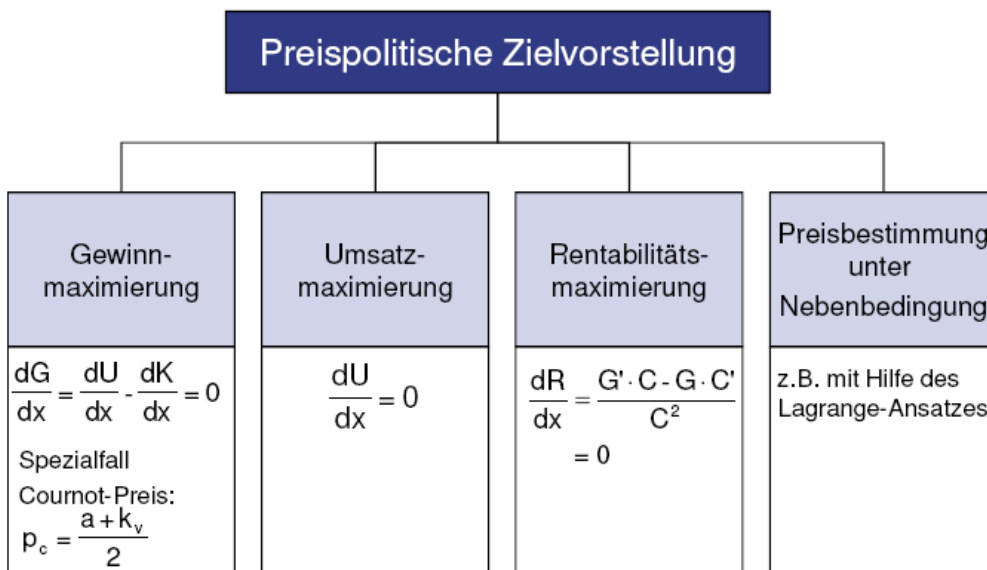 Preispolitische Zielvorstellung
Gewinn-
maximierung
dG/dx = dU/dx - dK/dx = 0
Spezialfall
Cournot-Preis:
p_c = (a + k_v)/2
Umsatz-
maximierung
dU/dx = 0
Rentabilitäts-
maximierung
dR/dx = (G' · C - G · C')/C²
= 0
Preisbestimmung
unter
Nebenbedingung
z.B. mit Hilfe des
Lagrange-Ansatzes